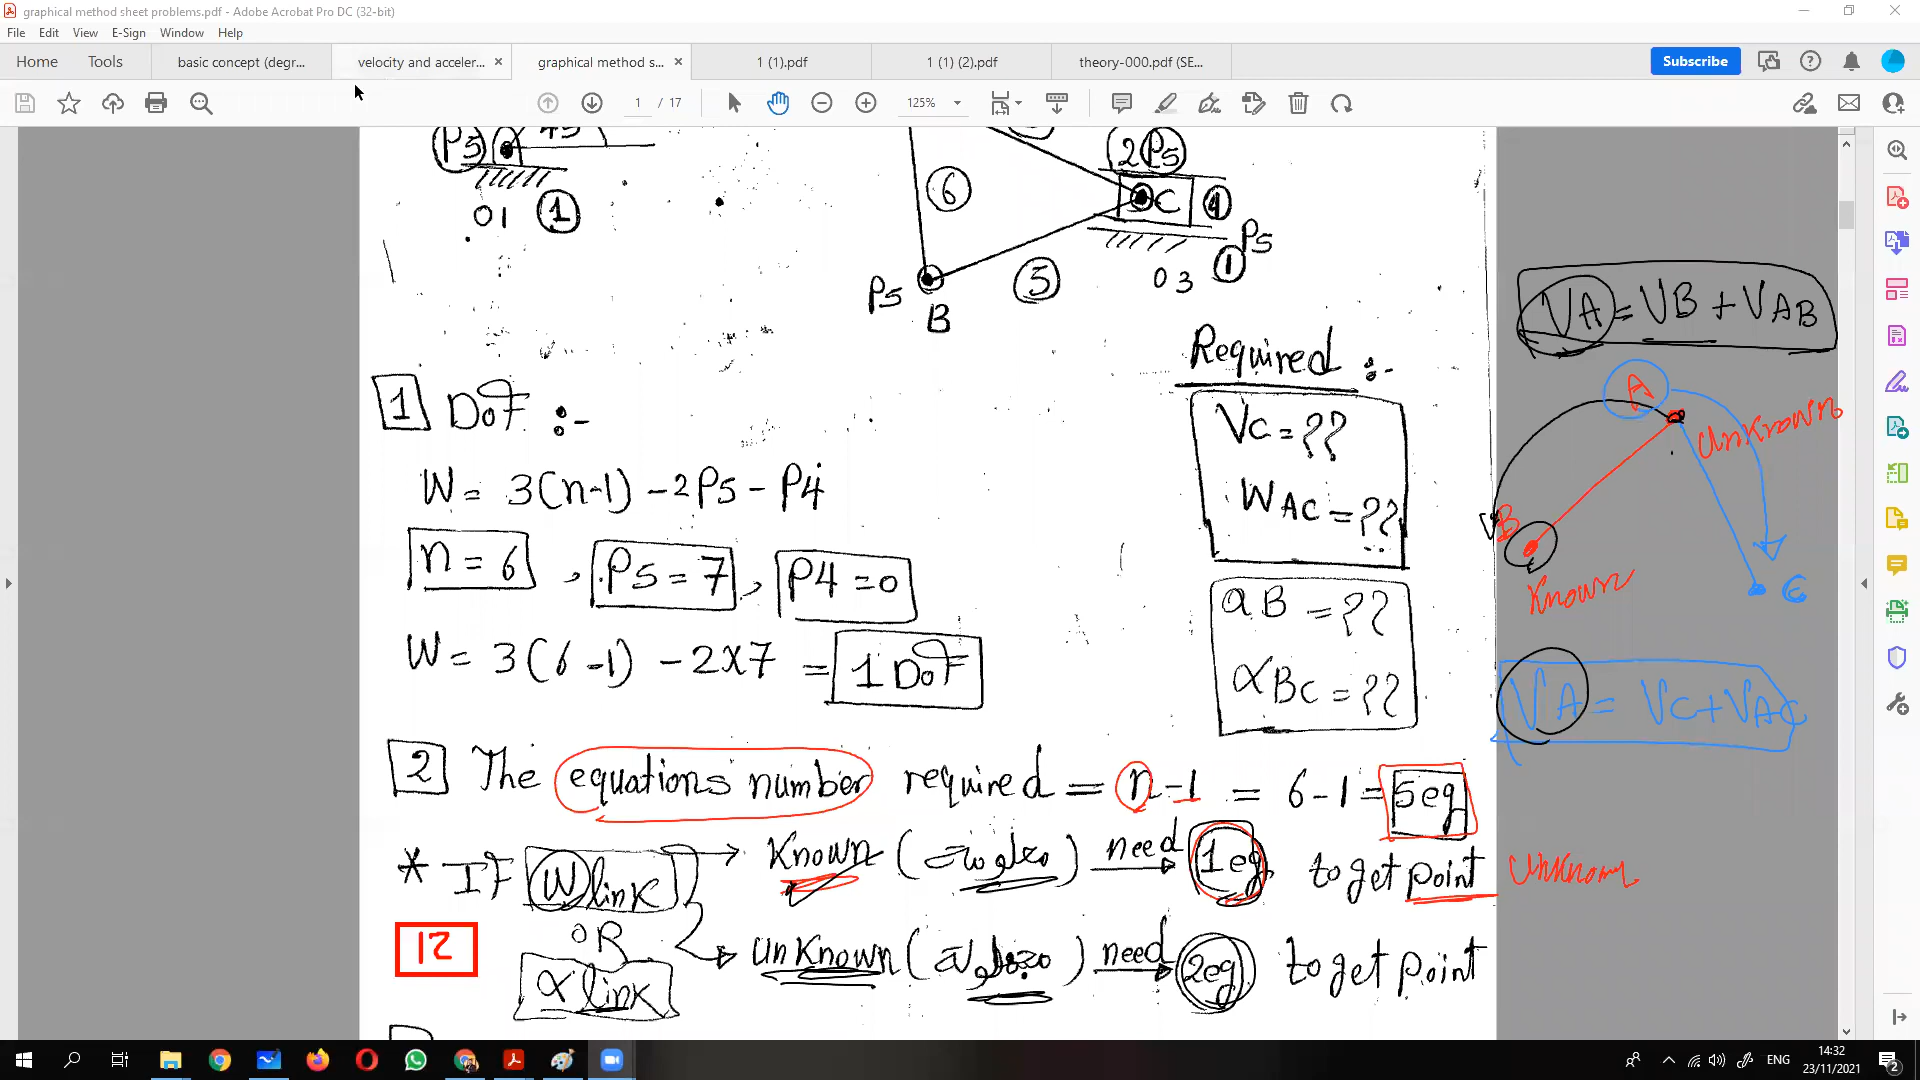 graphical method sheet problems.pdf - Adobe Acrobat Pro DC (32-bit)
File Edit View E-Sign Window Help
Home Tools basic concept (degr... velocity and acceler... × graphical method s... × 1 (1).pdf 1 (1) (2).pdf theory-000.pdf (SE... Subscribe
1 / 17 125%
P5 45
O1 1
2P5
6
C 4
P5
1
O3
P5
5
B
VA = VB + VAB
A
Unknown
B
Known
C
VA = VC + VAC
Required :-
VC = ??
WAC = ??
aB = ??
αBC = ??
1 DoF :-
W = 3(n-1) - 2P5 - P4
n = 6 , P5 = 7 , P4 = 0
W = 3(6-1) - 2x7 = 1 DoF
2 The equations number required = n-1 = 6-1 = 5eq
* IF W link Known ( ) need 1eq to get point Unknown
OR
α link Unknown ( ) need 2eq to get point
12
ENG 14:32
23/11/2021
2